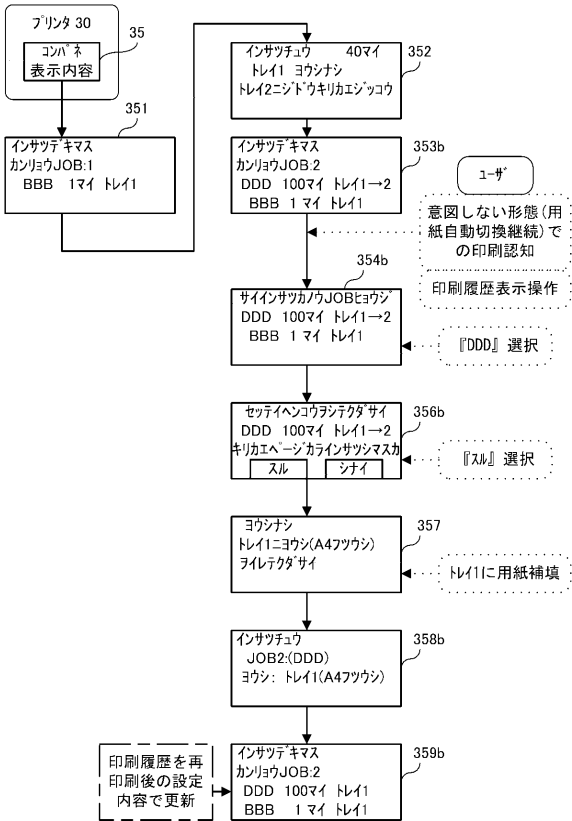 プリンタ 30
コンパネ
表示内容
35
351
インサツデキマス
カンリョウJOB:1
BBB 1マイ トレイ1
インサツチュウ 40マイ
トレイ1 ヨウシナシ
トレイ2ニジドウキリカエジッコウ
352
インサツデキマス
カンリョウJOB:2
DDD 100マイ トレイ1→2
BBB 1マイ トレイ1
353b
ユーザ
意図しない形態(用
紙自動切換継続)で
の印刷認知
印刷履歴表示操作
354b
サイインサツカノウJOBヒョウジ
DDD 100マイ トレイ1→2
BBB 1マイ トレイ1
『DDD』選択
セッテイヘンコウヲシテクダサイ
DDD 100マイ トレイ1→2
キリカエページカラインサツシマスカ
スル シナイ
356b
『スル』選択
ヨウシナシ
トレイ1ニヨウシ(A4フツウシ)
ヲイレテクダサイ
357
トレイ1に用紙補填
インサツチュウ
JOB2:(DDD)
ヨウシ: トレイ1(A4フツウシ)
358b
印刷履歴を再
印刷後の設定
内容で更新
インサツデキマス
カンリョウJOB:2
DDD 100マイ トレイ1
BBB 1マイ トレイ1
359b